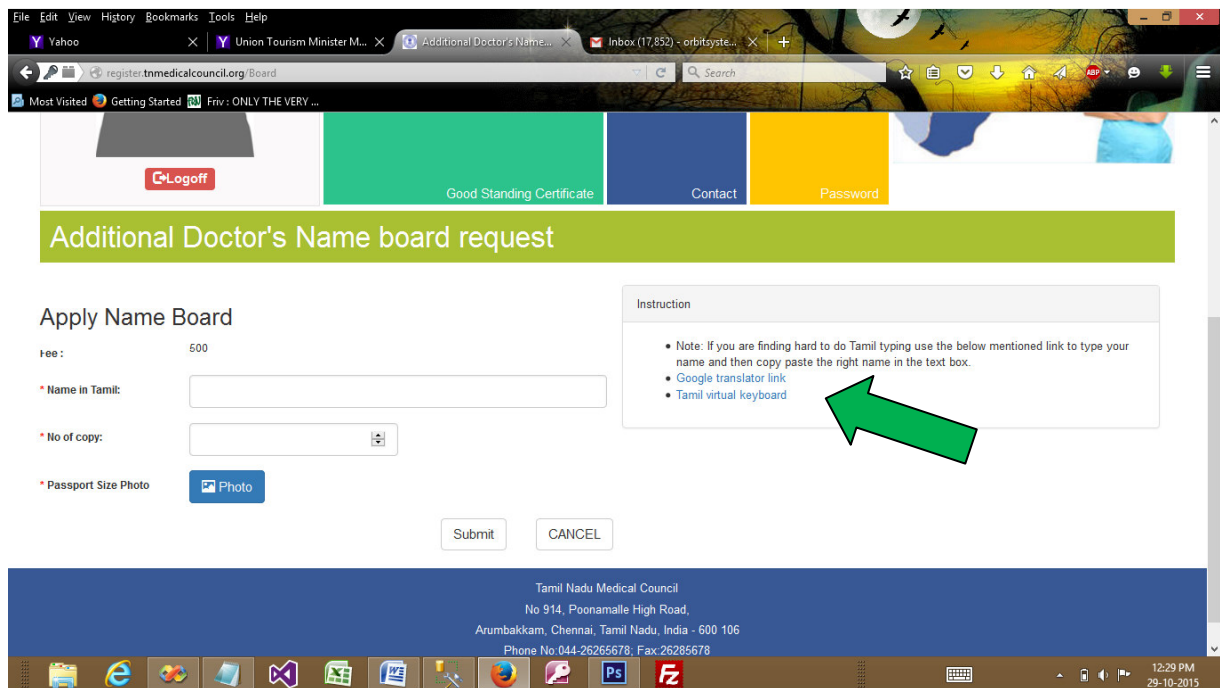 File Edit View History Bookmarks Tools Help
Yahoo
Union Tourism Minister M...
Additional Doctor's Name...
Inbox (17,852) - orbitsyste...
register.tnmedicalcouncil.org/Board
Search
ABP
Most Visited Getting Started Friv : ONLY THE VERY ...
Logoff
Good Standing Certificate
Contact
Password
Additional Doctor's Name board request
Apply Name Board
Fee : 500
* Name in Tamil:
* No of copy:
* Passport Size Photo Photo
Submit CANCEL
Instruction
• Note: If you are finding hard to do Tamil typing use the below mentioned link to type your
name and then copy paste the right name in the text box.
• Google translator link
• Tamil virtual keyboard
Tamil Nadu Medical Council
No 914, Poonamalle High Road,
Arumbakkam, Chennai, Tamil Nadu, India - 600 106
Phone No:044-26265678; Fax:26285678
Ps
12:29 PM
29-10-2015